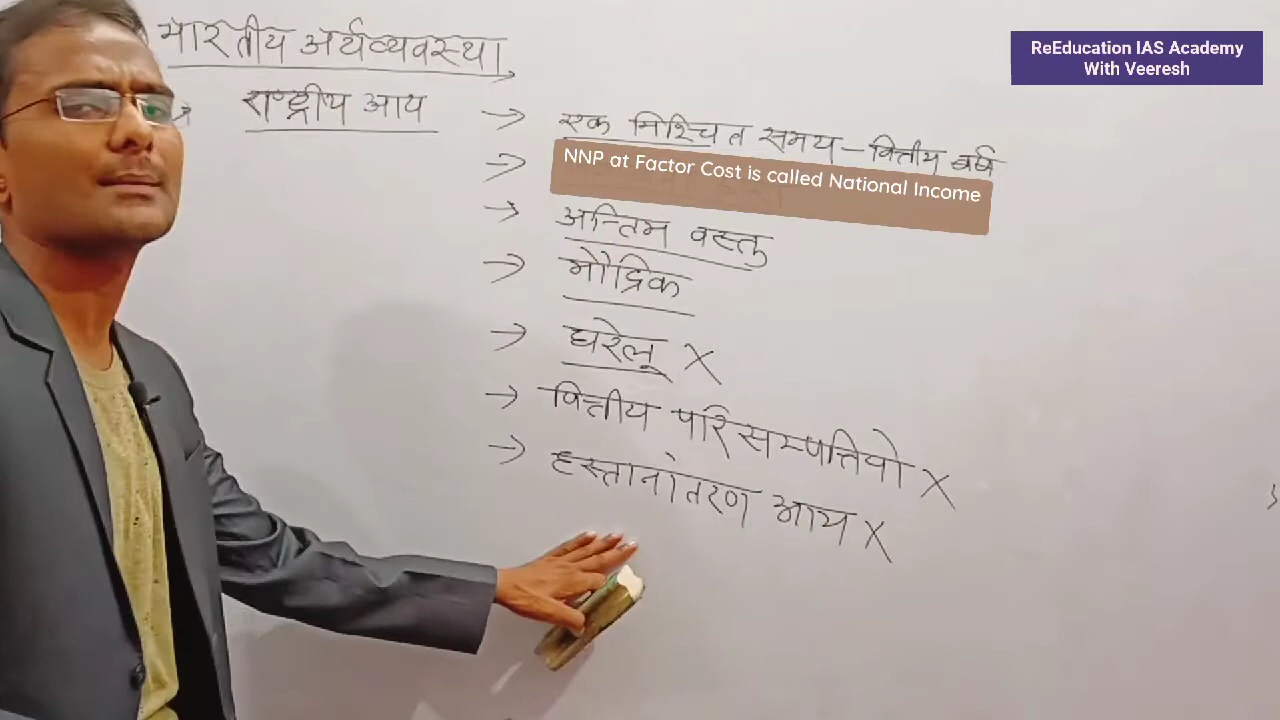 भारतीय अर्थव्यवस्था
ReEducation IAS Academy
With Veeresh
राष्ट्रीय आय
→ एक निश्चित समय - वित्तीय वर्ष
→ NNP at Factor Cost is called National Income
→ अन्तिम वस्तु
→ मौद्रिक
→ घरेलू X
→ वित्तीय परिसम्पत्तियो X
→ हस्तानांतरण आय X